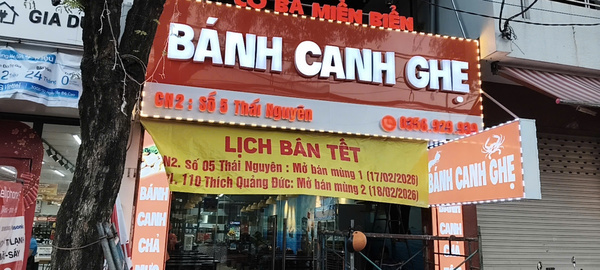 CÔ BA MIỀN BIỂN
BÁNH CANH GHẸ
CN2 : SỐ 5 Thái Nguyên
LỊCH BÁN TẾT
CN2. Số 05 Thái Nguyên : Mở bán mùng 1 (17/02/2026)
110 Thích Quảng Đức: Mở bán mùng 2 (18/02/2026)
BÁNH CANH GHẸ
BÁNH
CANH
CHẢ
GIA